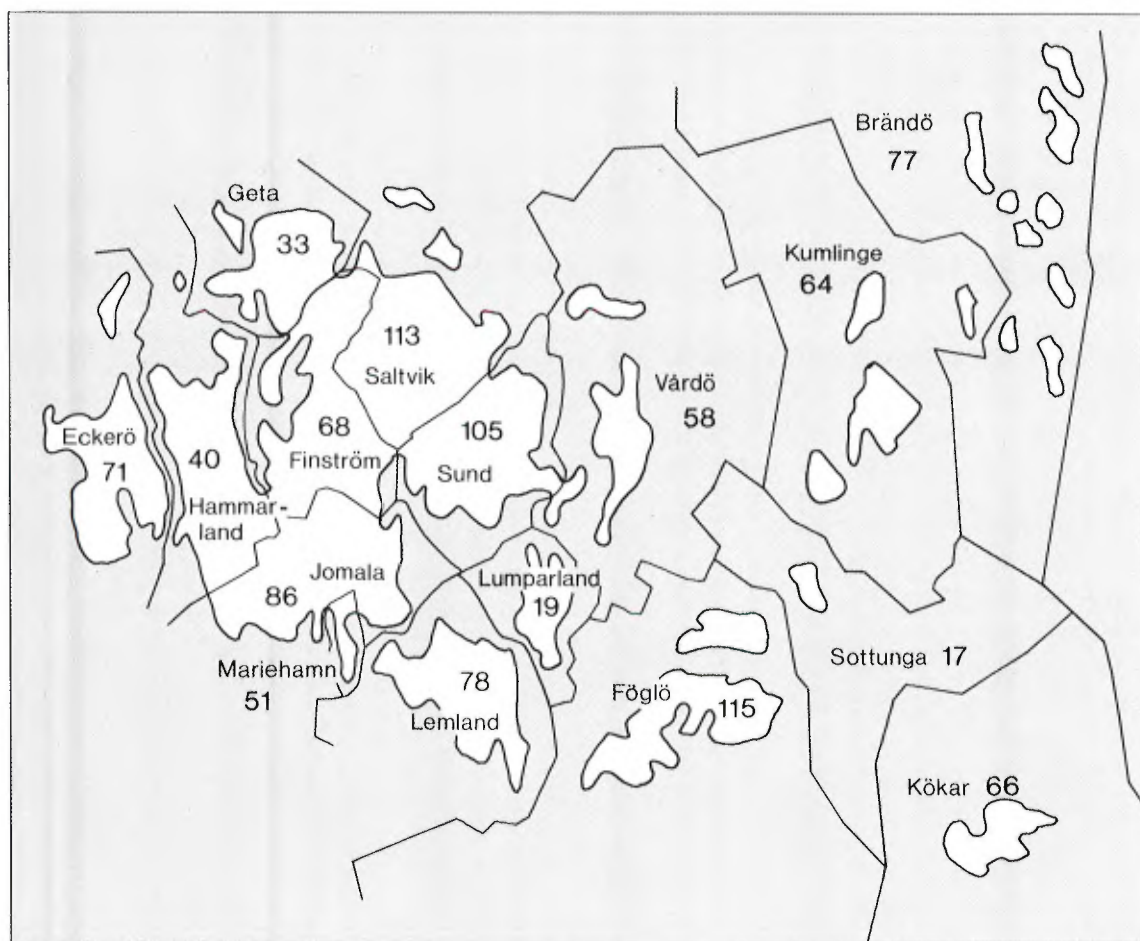 Brändö
77
Geta
33
Kumlinge
64
113
Saltvik
Vårdö
58
Eckerö
71
40
Hammar-
land
68
Finström
105
Sund
Jomala
86
Lumparland
19
Mariehamn
51
78
Lemland
Föglö
115
Sottunga 17
Kökar 66